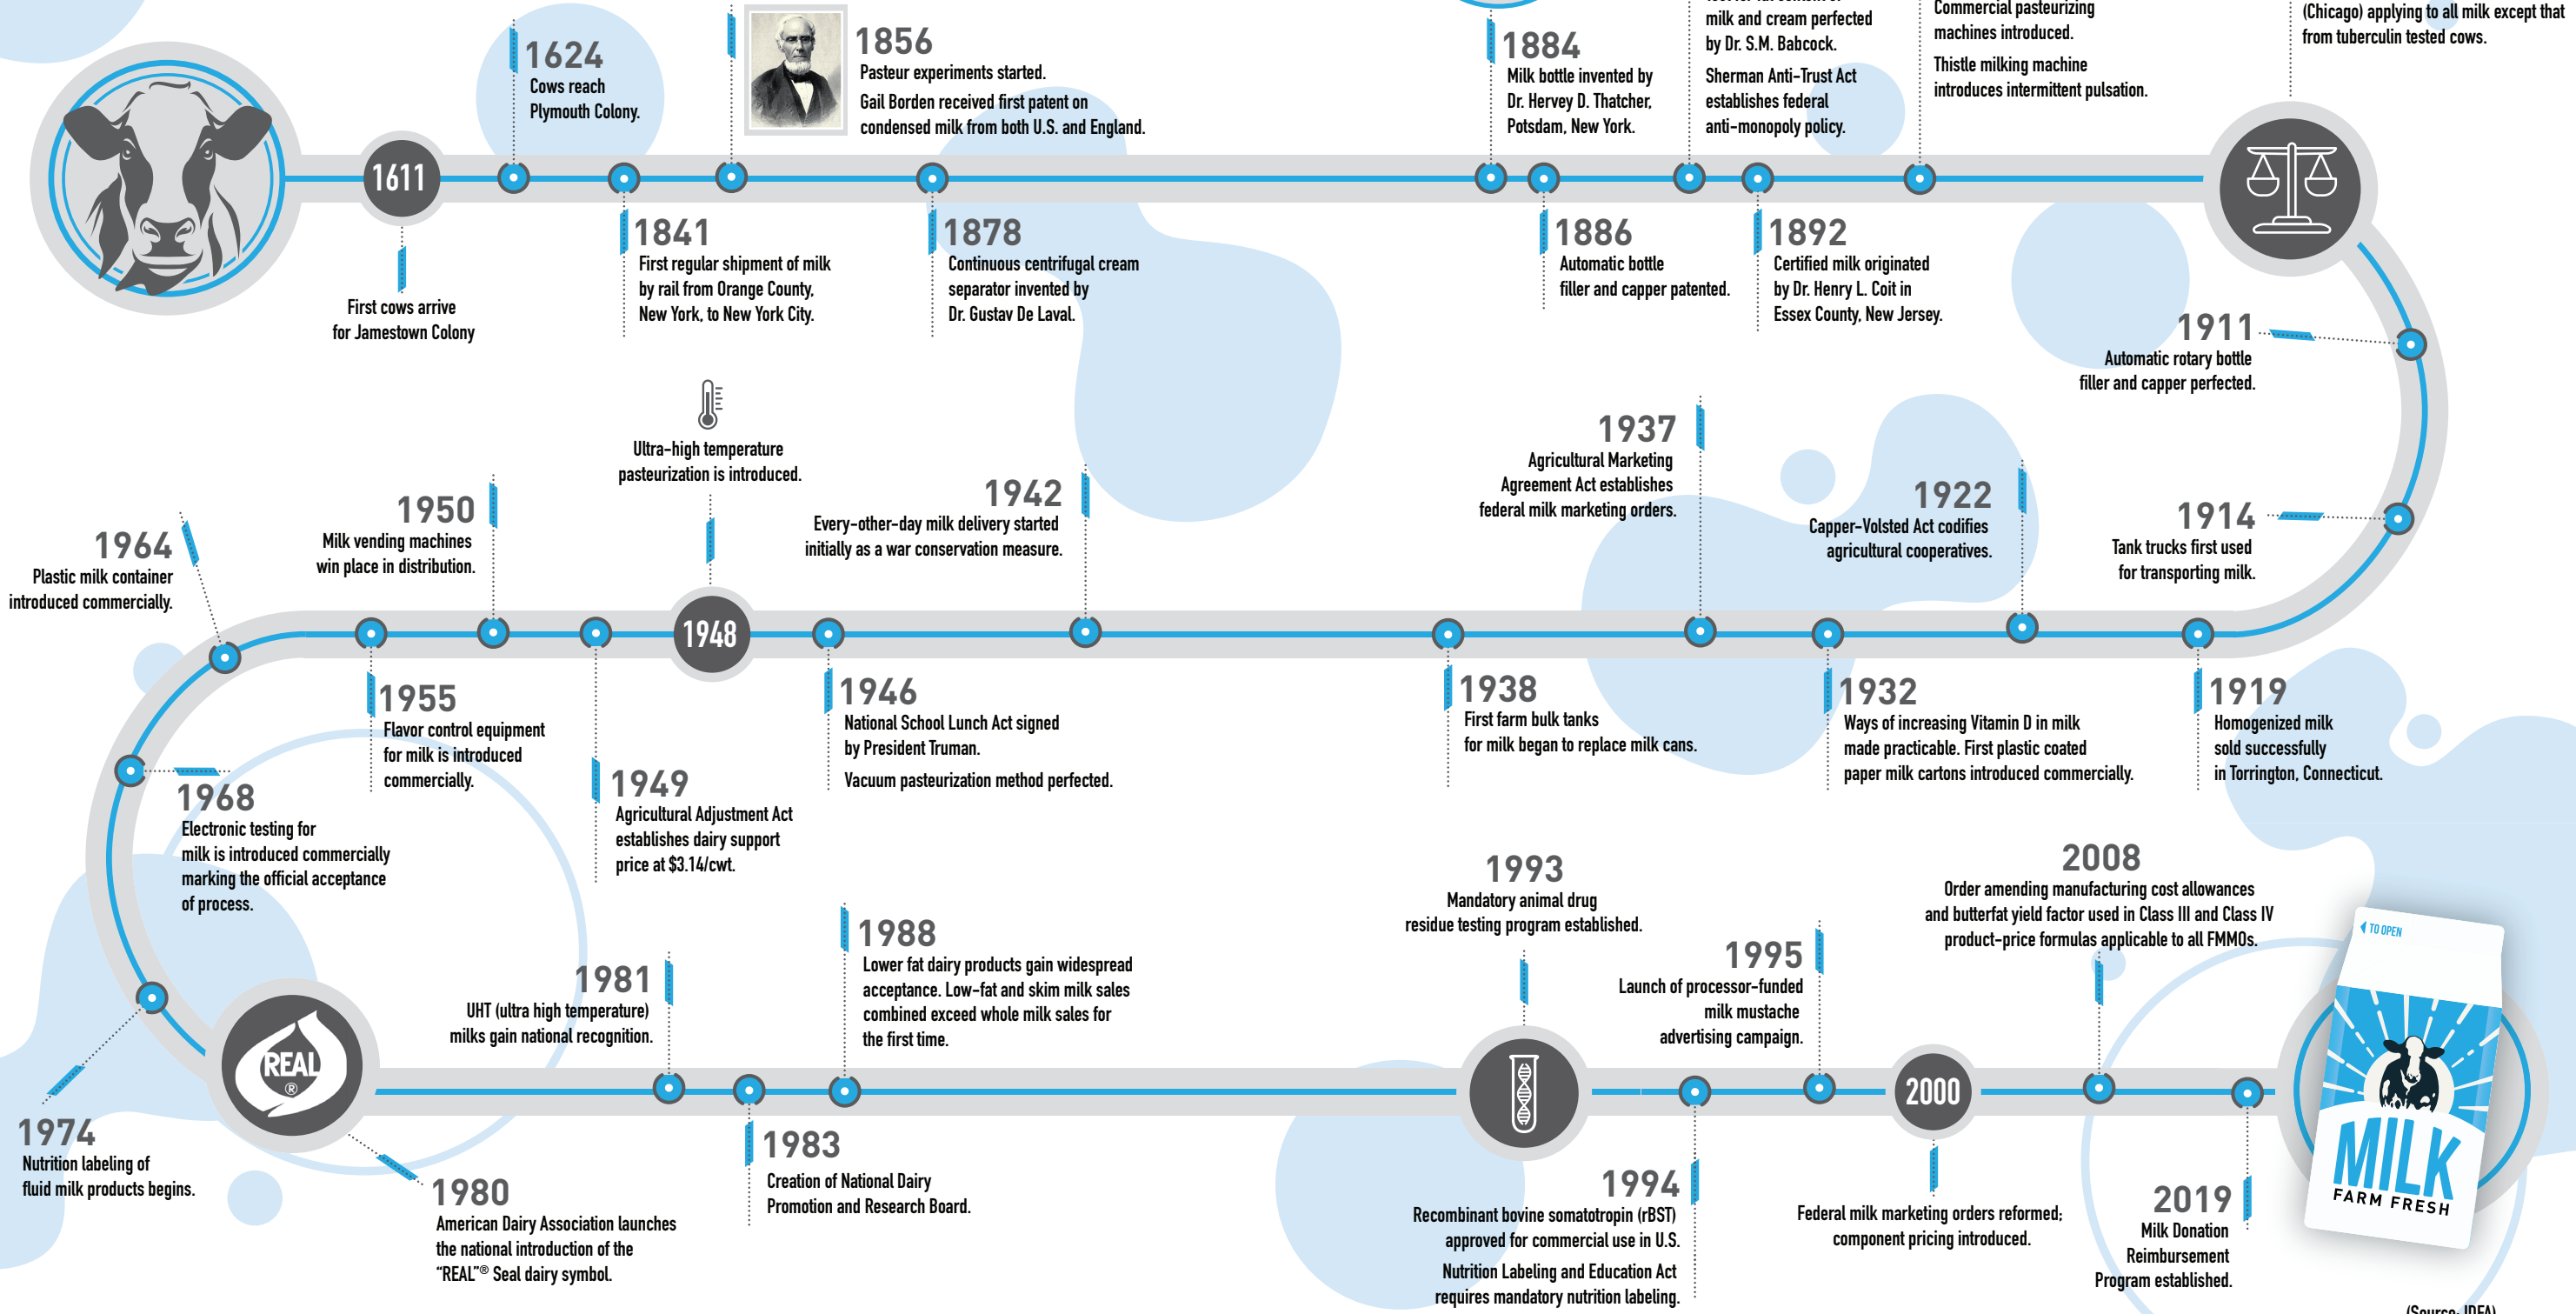 1624
Cows reach
Plymouth Colony.
1856
Pasteur experiments started.
Gail Borden received first patent on
condensed milk from both U.S. and England.
1884
Milk bottle invented by
Dr. Hervey D. Thatcher,
Potsdam, New York.
milk and cream perfected
by Dr. S.M. Babcock.
Sherman Anti-Trust Act
establishes federal
anti-monopoly policy.
Commercial pasteurizing
machines introduced.
Thistle milking machine
introduces intermittent pulsation.
(Chicago) applying to all milk except that
from tuberculin tested cows.
1611
First cows arrive
for Jamestown Colony
1841
First regular shipment of milk
by rail from Orange County,
New York, to New York City.
1878
Continuous centrifugal cream
separator invented by
Dr. Gustav De Laval.
1886
Automatic bottle
filler and capper patented.
1892
Certified milk originated
by Dr. Henry L. Coit in
Essex County, New Jersey.
1911
Automatic rotary bottle
filler and capper perfected.
1914
Tank trucks first used
for transporting milk.
1919
Homogenized milk
sold successfully
in Torrington, Connecticut.
1922
Capper-Volsted Act codifies
agricultural cooperatives.
1932
Ways of increasing Vitamin D in milk
made practicable. First plastic coated
paper milk cartons introduced commercially.
1937
Agricultural Marketing
Agreement Act establishes
federal milk marketing orders.
1938
First farm bulk tanks
for milk began to replace milk cans.
1942
Every-other-day milk delivery started
initially as a war conservation measure.
1946
National School Lunch Act signed
by President Truman.
Vacuum pasteurization method perfected.
Ultra-high temperature
pasteurization is introduced.
1948
1949
Agricultural Adjustment Act
establishes dairy support
price at $3.14/cwt.
1950
Milk vending machines
win place in distribution.
1955
Flavor control equipment
for milk is introduced
commercially.
1964
Plastic milk container
introduced commercially.
1968
Electronic testing for
milk is introduced commercially
marking the official acceptance
of process.
1974
Nutrition labeling of
fluid milk products begins.
REAL
®
1980
American Dairy Association launches
the national introduction of the
“REAL”® Seal dairy symbol.
1981
UHT (ultra high temperature)
milks gain national recognition.
1983
Creation of National Dairy
Promotion and Research Board.
1988
Lower fat dairy products gain widespread
acceptance. Low-fat and skim milk sales
combined exceed whole milk sales for
the first time.
1993
Mandatory animal drug
residue testing program established.
1994
Recombinant bovine somatotropin (rBST)
approved for commercial use in U.S.
Nutrition Labeling and Education Act
requires mandatory nutrition labeling.
1995
Launch of processor-funded
milk mustache
advertising campaign.
2000
Federal milk marketing orders reformed;
component pricing introduced.
2008
Order amending manufacturing cost allowances
and butterfat yield factor used in Class III and Class IV
product-price formulas applicable to all FMMOs.
2019
Milk Donation
Reimbursement
Program established.
TO OPEN
MILK
FARM FRESH
(Source: IDFA)